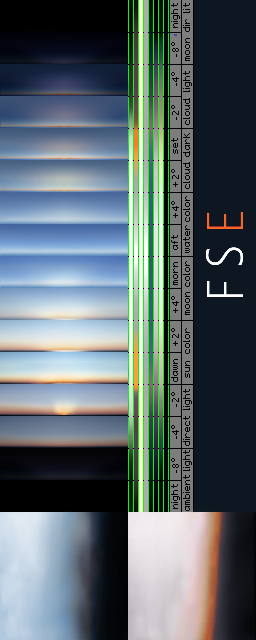 night -8° -4° -2° dawn +2° +4° morn aft +4° +2° set -2° -4° -8° night
ambient light direct light sun color moon color water color cloud dark cloud light moon dir lit
FSE